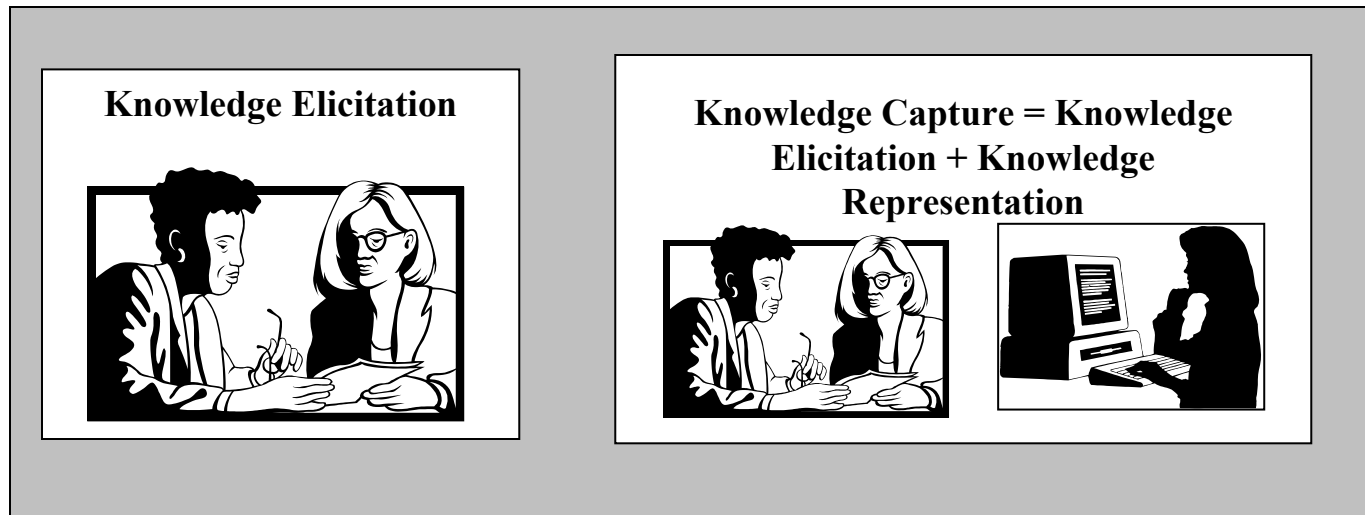 Knowledge Elicitation
Knowledge Capture = Knowledge
Elicitation + Knowledge
Representation